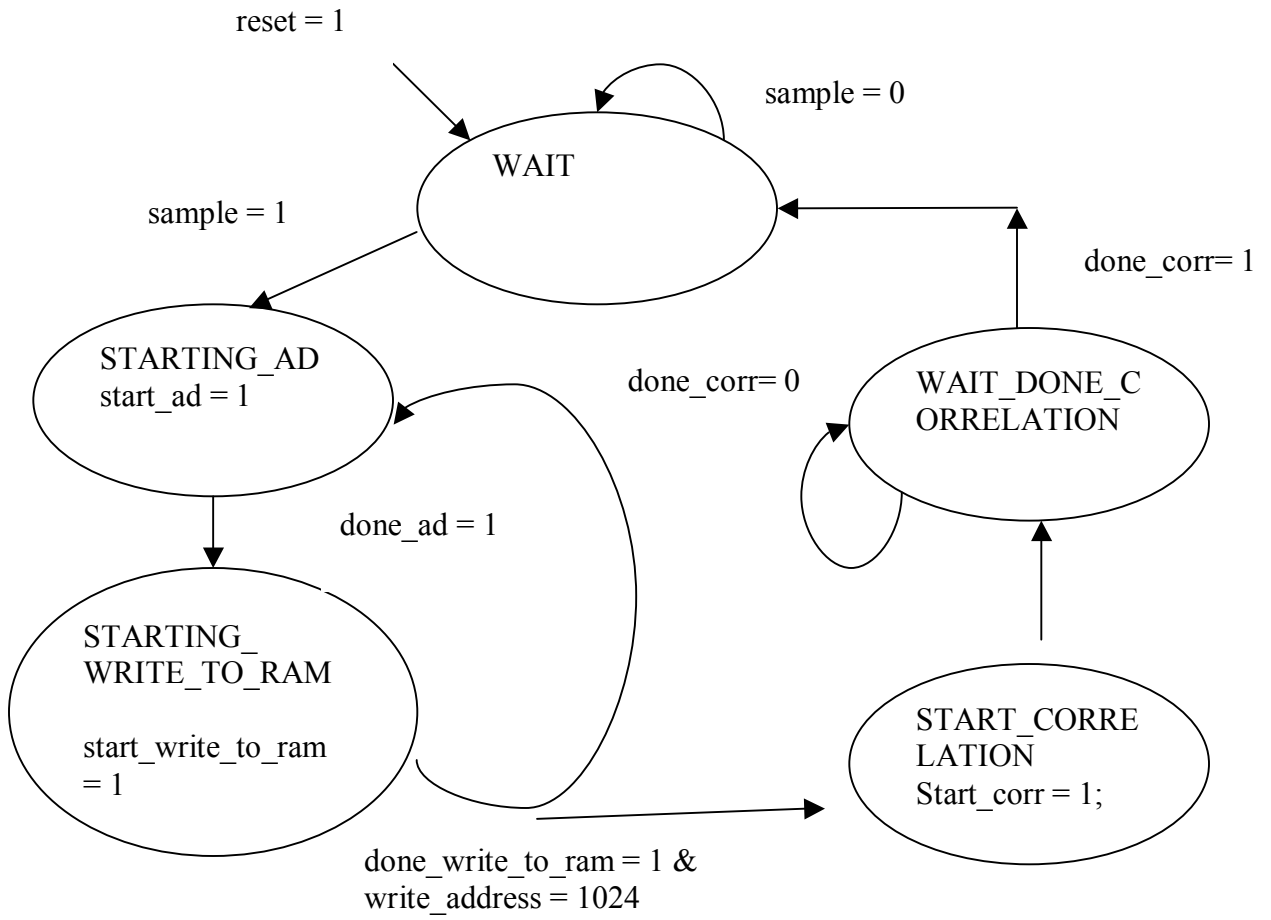 reset = 1
sample = 0
WAIT
sample = 1
done_corr= 1
STARTING_AD
start_ad = 1
done_corr= 0
WAIT_DONE_C
ORRELATION
done_ad = 1
STARTING_
WRITE_TO_RAM
start_write_to_ram
= 1
START_CORRE
LATION
Start_corr = 1;
done_write_to_ram = 1 &
write_address = 1024